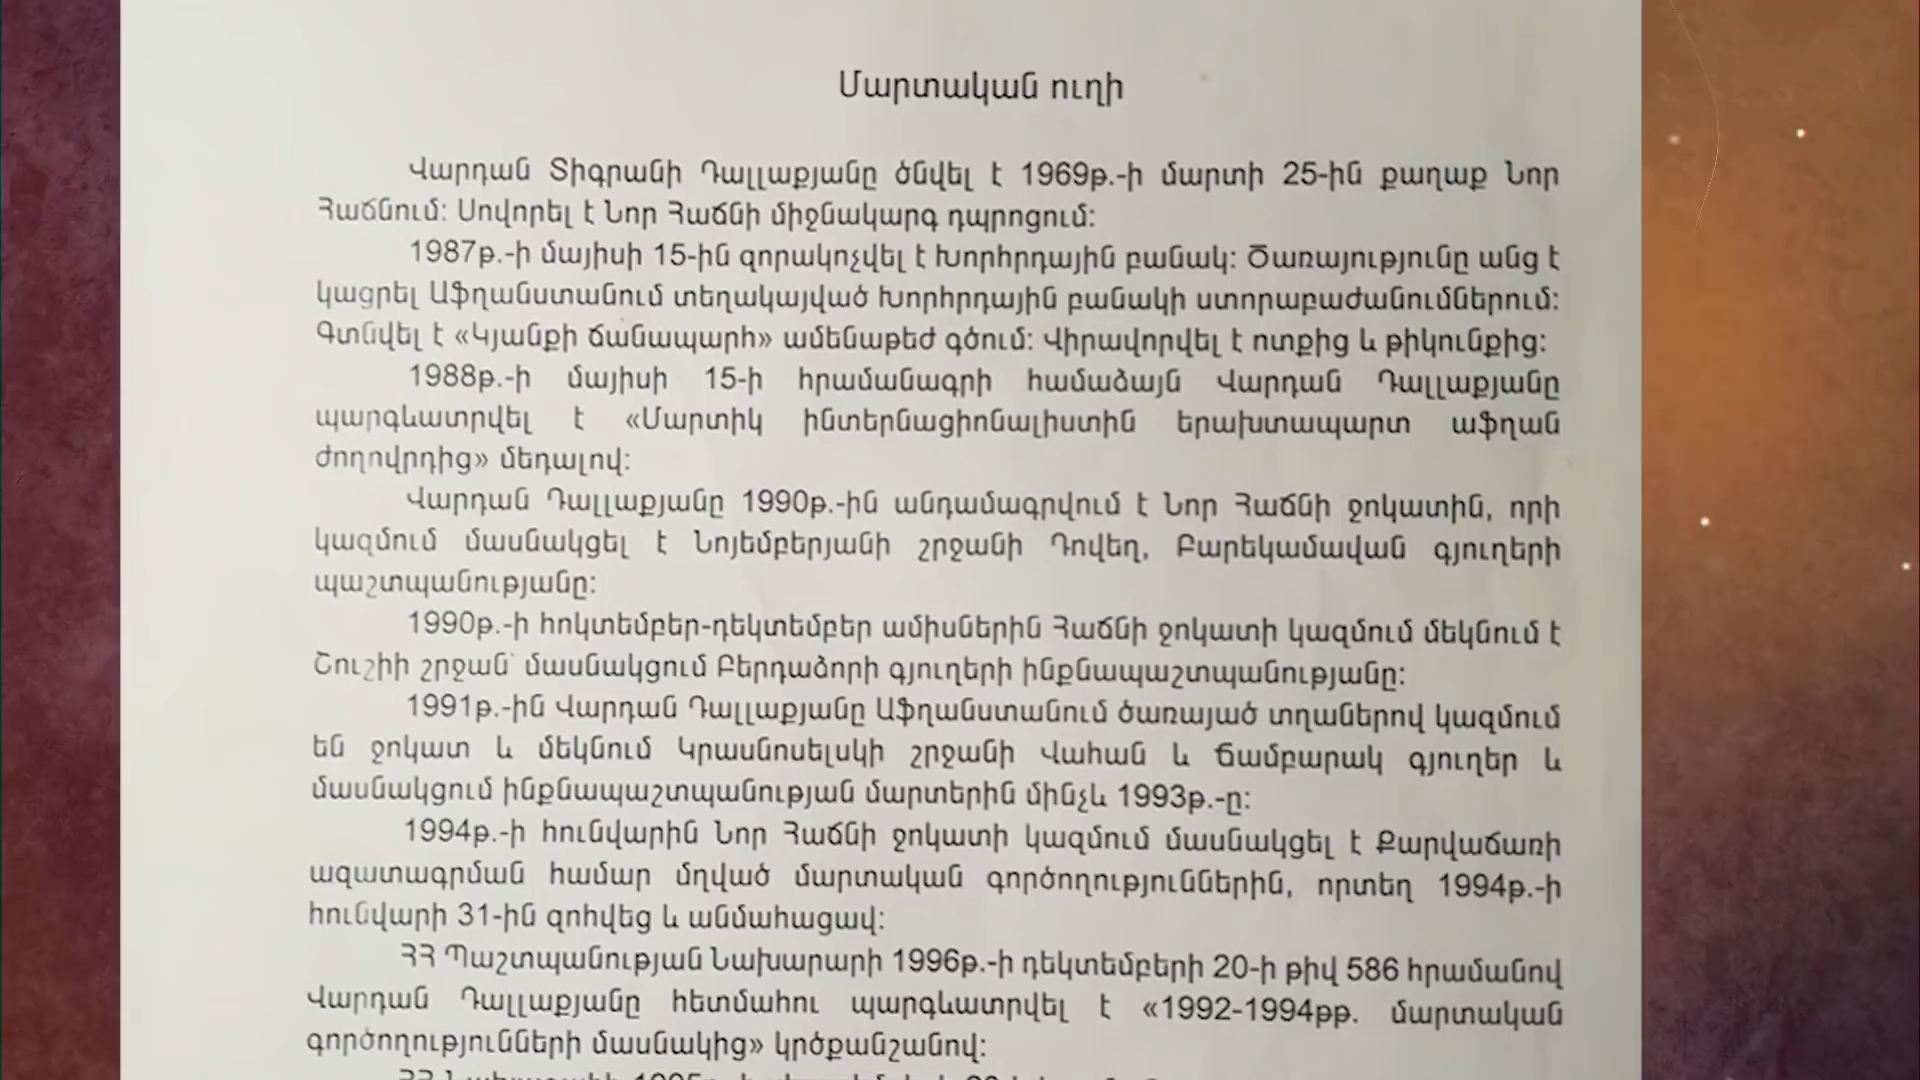 Մարտական ուղի
Վարդան Տիգրանի Դալլաքյանը ծնվել է 1969թ.-ի մարտի 25-ին քաղաք Նոր
Հաճնում: Սովորել է Նոր Հաճնի միջնակարգ դպրոցում:
1987թ.-ի մայիսի 15-ին զորակոչվել է Խորհրդային բանակ: Ծառայությունը անց է
կացրել Աֆղանստանում տեղակայված Խորհրդային բանակի ստորաբաժանումներում:
Գտնվել է «Կյանքի ճանապարհ» ամենաթեժ գծում: Վիրավորվել է ոտքից և թիկունքից:
1988թ.-ի մայիսի 15-ի հրամանագրի համաձայն Վարդան Դալլաքյանը
պարգևատրվել է «Մարտիկ ինտերնացիոնալիստին երախտապարտ աֆղան
ժողովրդից» մեդալով:
Վարդան Դալլաքյանը 1990թ.-ին անդամագրվում է Նոր Հաճնի ջոկատին, որի
կազմում մասնակցել է Նոյեմբերյանի շրջանի Դովեղ, Բարեկամավան գյուղերի
պաշտպանությանը:
1990թ.-ի հոկտեմբեր-դեկտեմբեր ամիսներին Հաճնի ջոկատի կազմում մեկնում է
Շուշիի շրջան՝ մասնակցում Բերդաձորի գյուղերի ինքնապաշտպանությանը:
1991թ.-ին Վարդան Դալլաքյանը Աֆղանստանում ծառայած տղաներով կազմում
են ջոկատ և մեկնում Կրասնոսելսկի շրջանի Վահան և Ճամբարակ գյուղեր և
մասնակցում ինքնապաշտպանության մարտերին մինչև 1993թ.-ը:
1994թ.-ի հունվարին Նոր Հաճնի ջոկատի կազմում մասնակցել է Քարվաճառի
ազատագրման համար մղված մարտական գործողություններին, որտեղ 1994թ.-ի
հունվարի 31-ին զոհվեց և անմահացավ:
ՀՀ Պաշտպանության Նախարարի 1996թ.-ի դեկտեմբերի 20-ի թիվ 586 հրամանով
Վարդան Դալլաքյանը հետմահու պարգևատրվել է «1992-1994թթ. մարտական
գործողությունների մասնակից» կրծքանշանով: